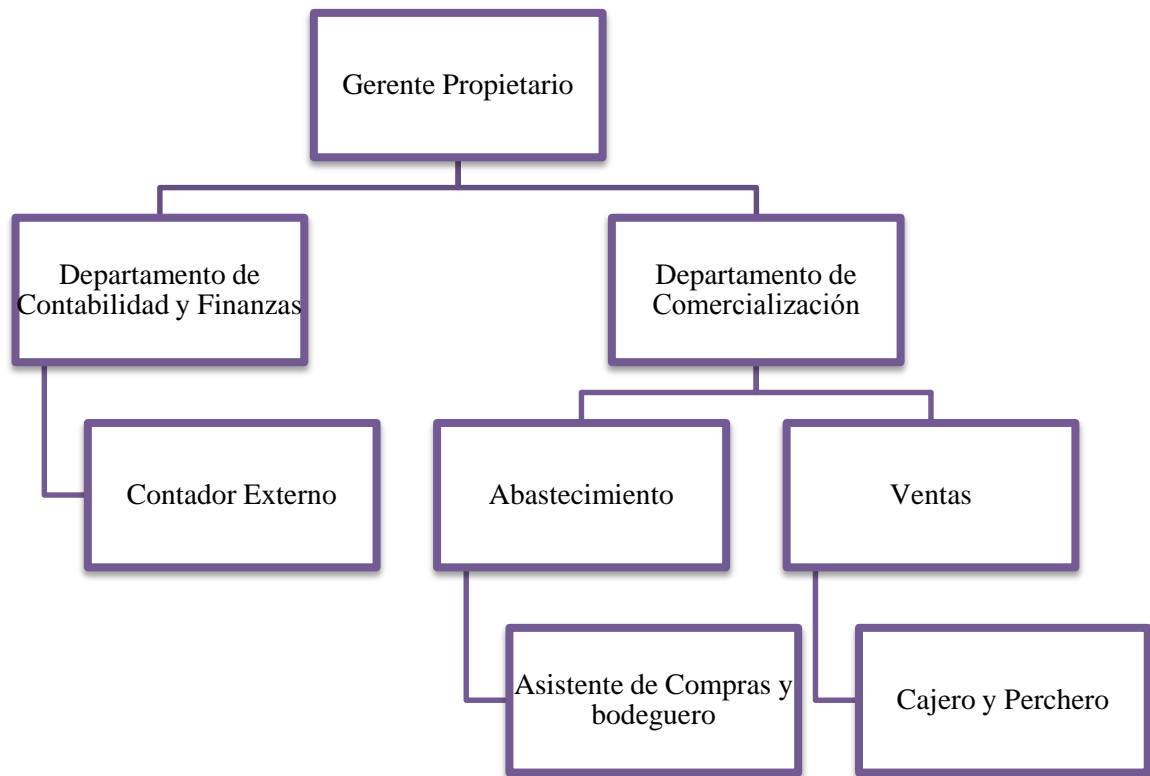 Gerente Propietario
Departamento de
Contabilidad y Finanzas
Departamento de
Comercialización
Contador Externo
Abastecimiento
Ventas
Asistente de Compras y
bodeguero
Cajero y Perchero